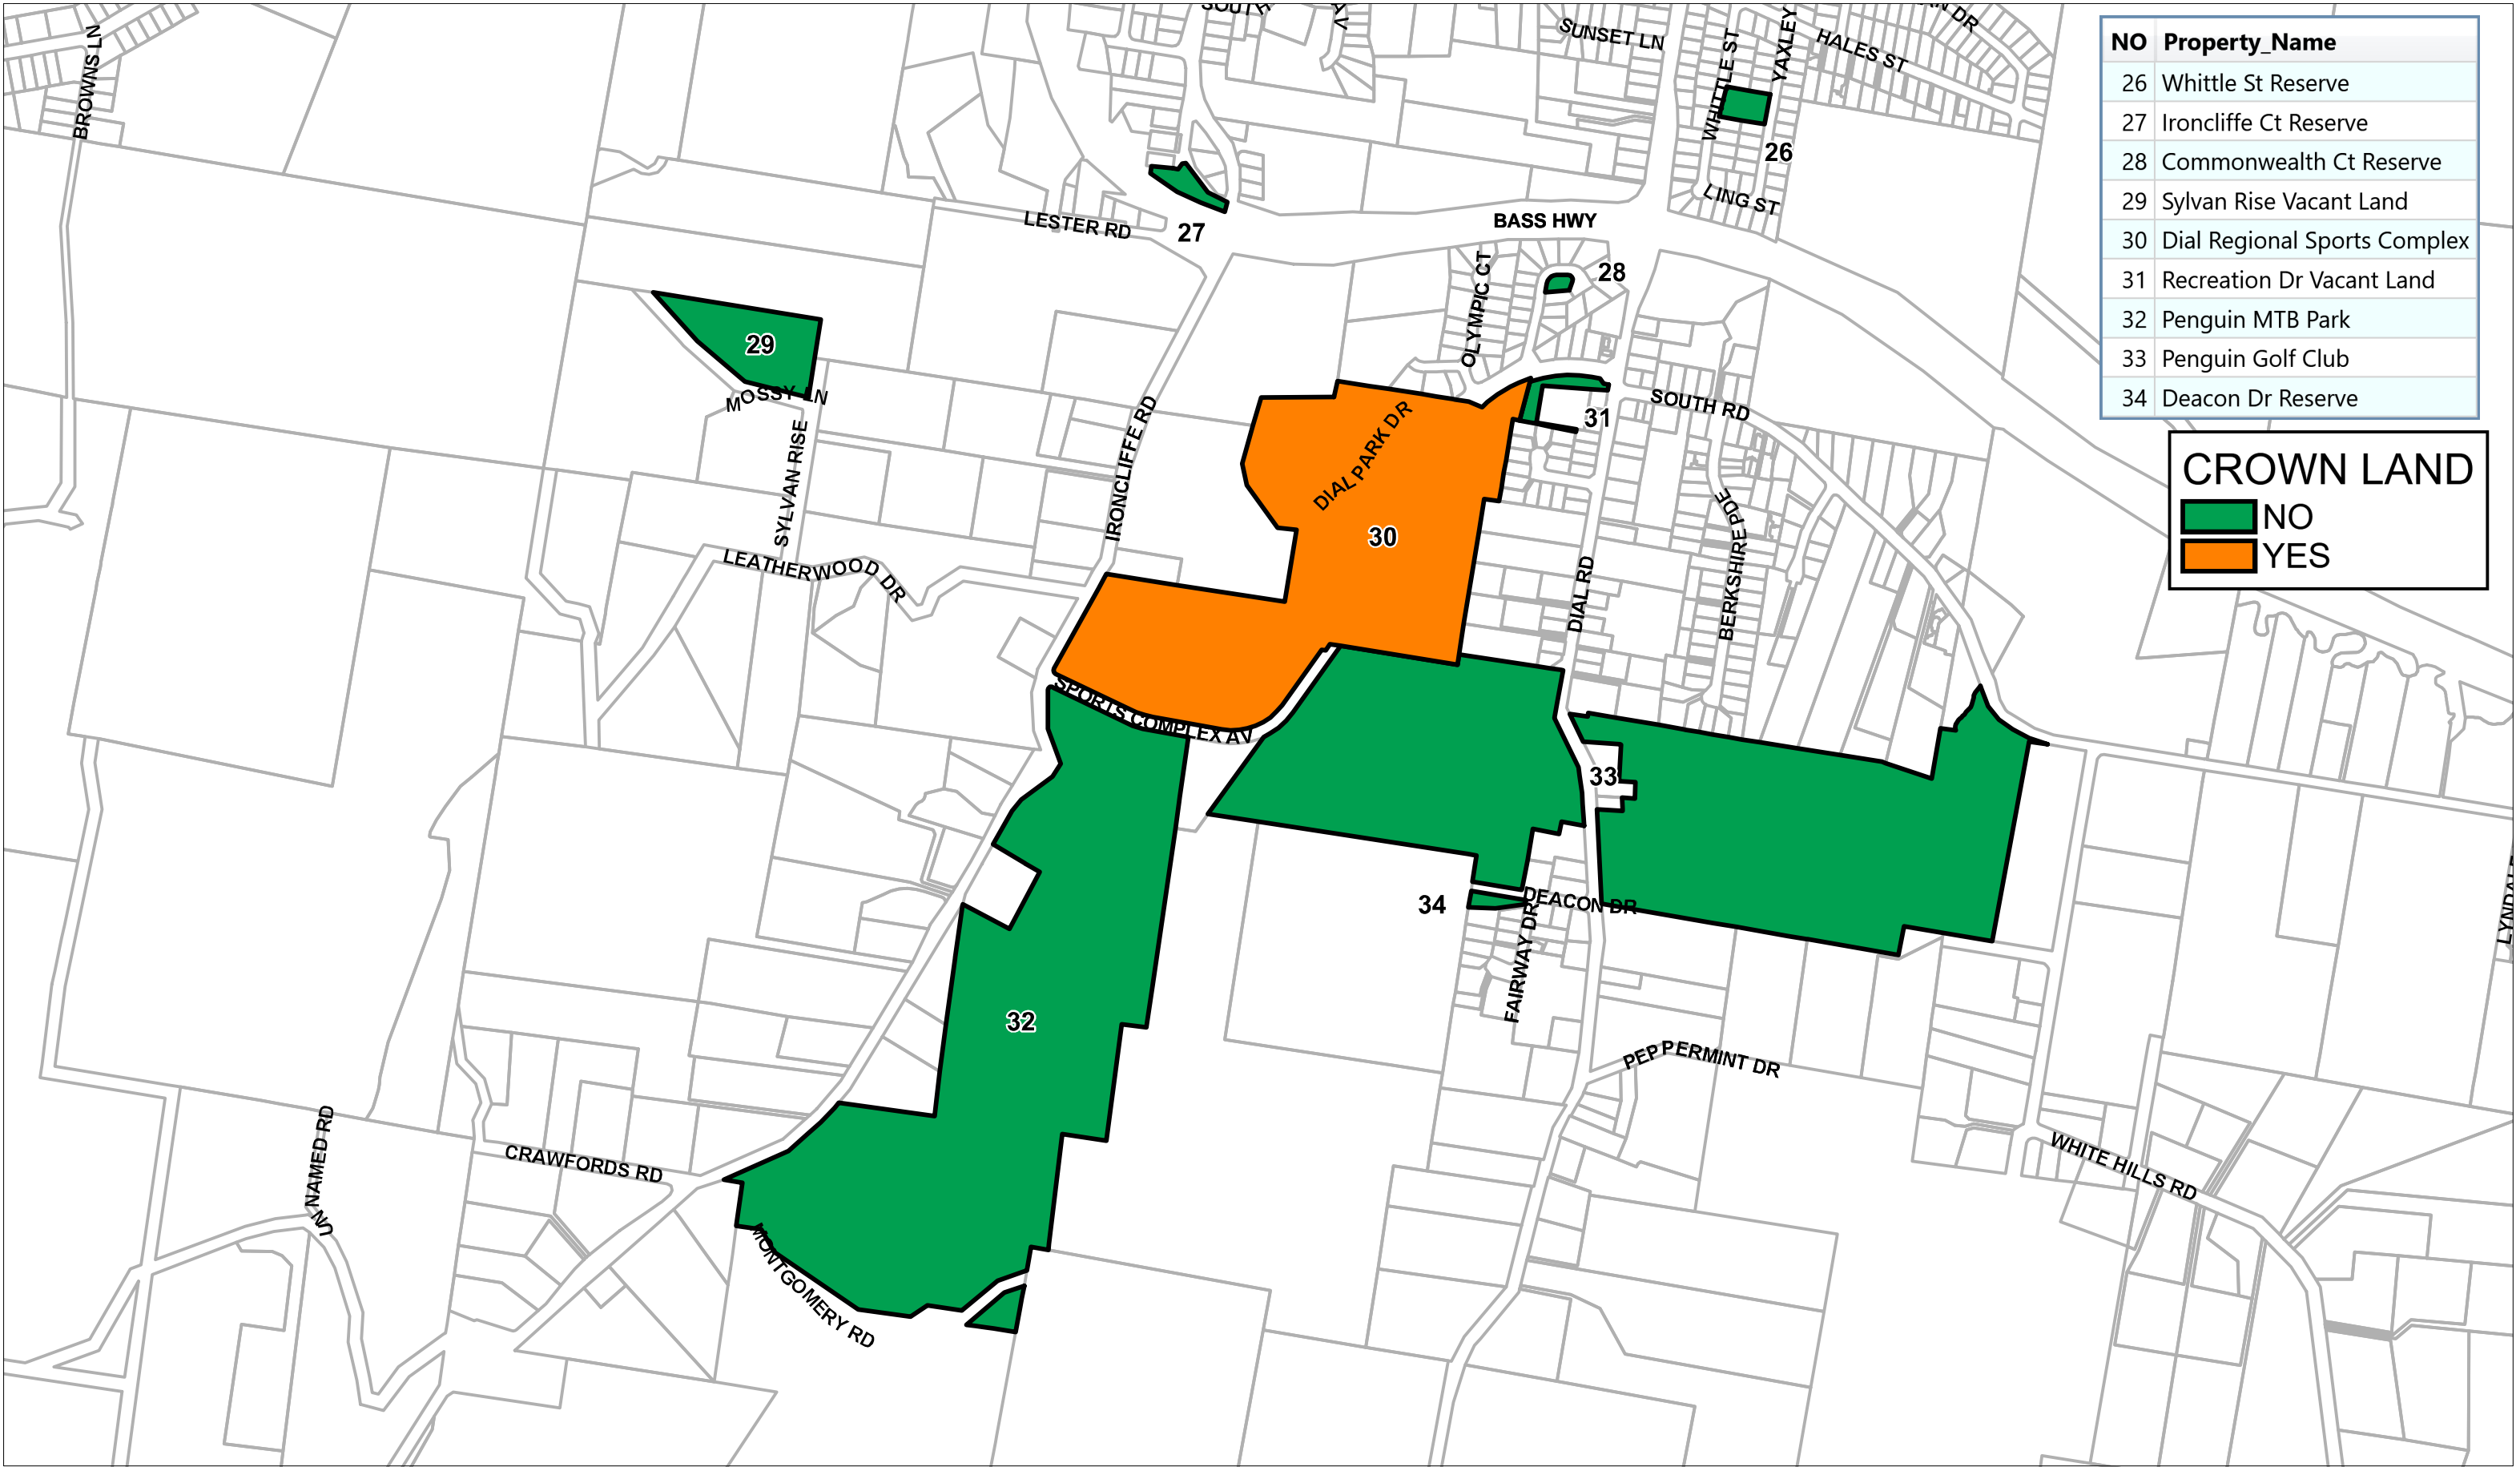 SUNSET LN
WHITTLE ST
YAXLEY
HALES ST
BROWNS LN
26
LING ST
LESTER RD
27
BASS HWY
28
OLYMPIC CT
29
MOSSY LN
SYLVAN RISE
IRONCLIFFE RD
DIAL PARK DR
31
SOUTH RD
30
LEATHERWOOD DR
DIAL RD
BERKSHIRE PDE
SPORTS COMPLEX AV
33
34
DEACON DR
FAIRWAY DR
32
PEPPERMINT DR
CRAWFORDS RD
UNNAMED RD
MONTGOMERY RD
WHITE HILLS RD
NO Property_Name
26 Whittle St Reserve
27 Ironcliffe Ct Reserve
28 Commonwealth Ct Reserve
29 Sylvan Rise Vacant Land
30 Dial Regional Sports Complex
31 Recreation Dr Vacant Land
32 Penguin MTB Park
33 Penguin Golf Club
34 Deacon Dr Reserve
CROWN LAND
NO
YES